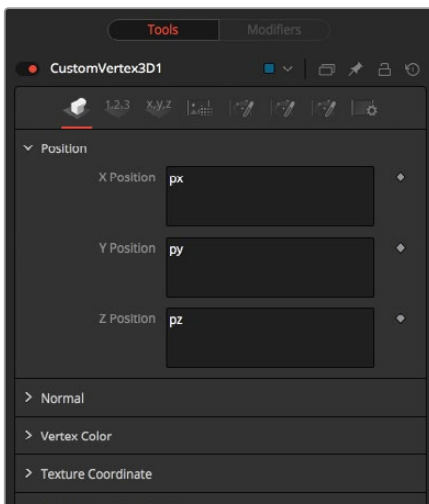 Tools Modifiers
CustomVertex3D1
1,2,3 x,y,z
Position
X Position px
Y Position py
Z Position pz
Normal
Vertex Color
Texture Coordinate